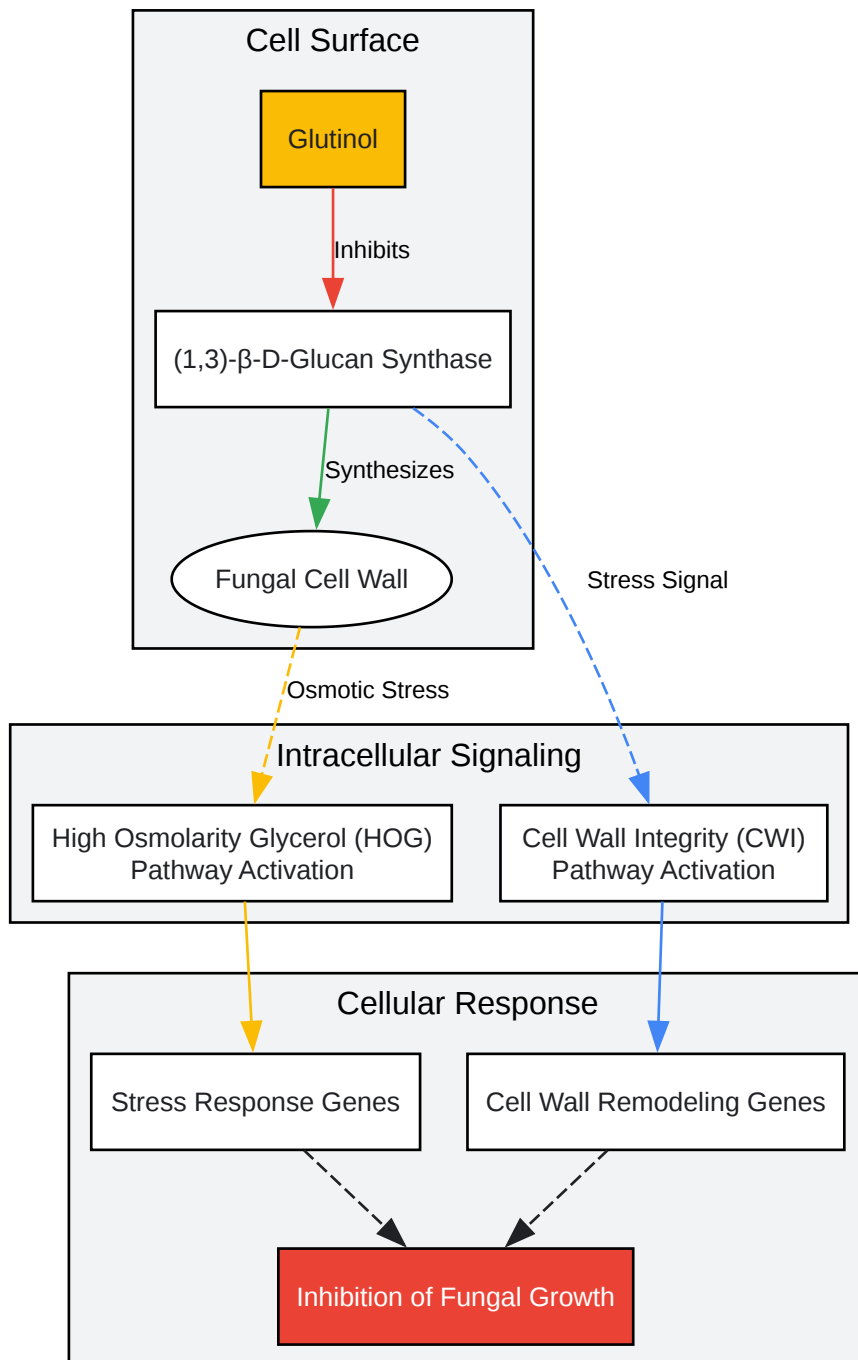 Cell Surface
Glutinol
Inhibits
(1,3)-β-D-Glucan Synthase
Synthesizes
Fungal Cell Wall
Stress Signal
Osmotic Stress
Intracellular Signaling
High Osmolarity Glycerol (HOG)
Pathway Activation
Cell Wall Integrity (CWI)
Pathway Activation
Cellular Response
Stress Response Genes
Cell Wall Remodeling Genes
Inhibition of Fungal Growth